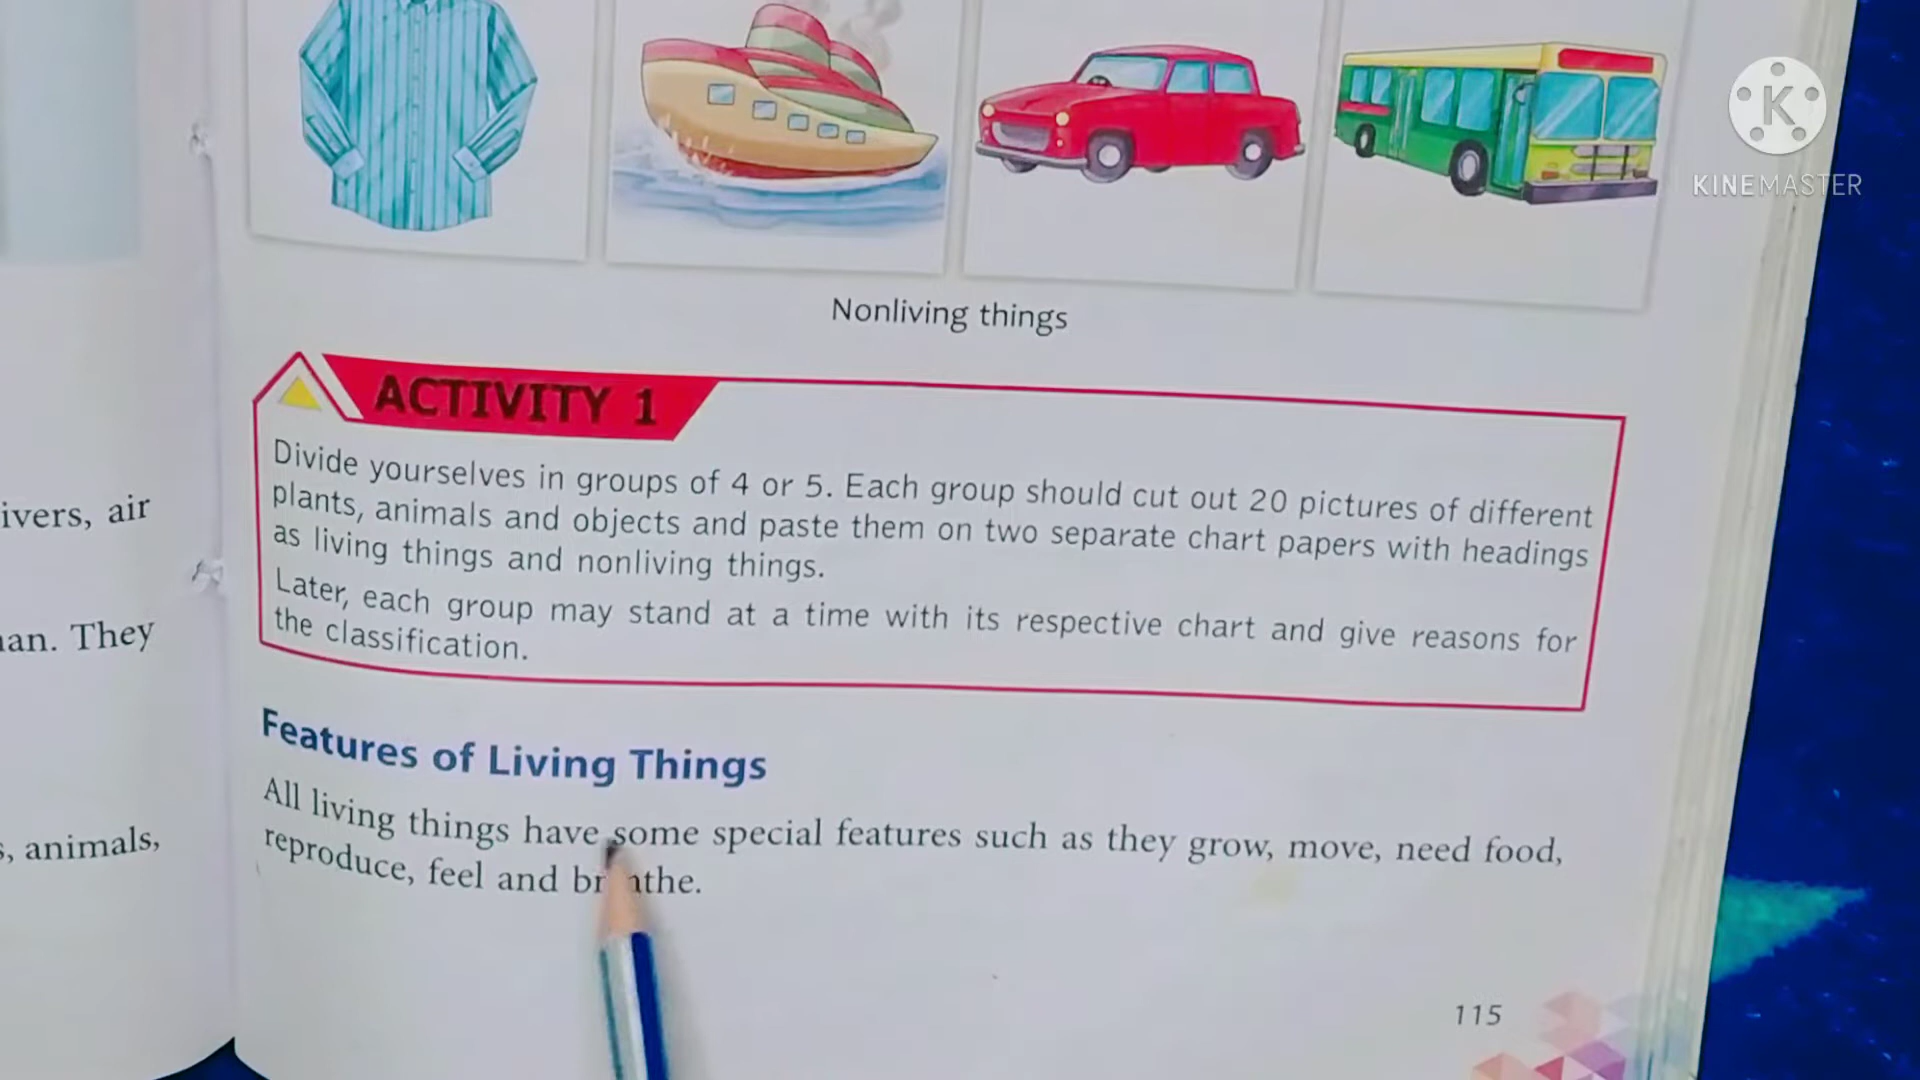 ivers, air
nan. They
s, animals,
K
KINEMASTER
Nonliving things
ACTIVITY 1
Divide yourselves in groups of 4 or 5. Each group should cut out 20 pictures of different
plants, animals and objects and paste them on two separate chart papers with headings
as living things and nonliving things.
Later, each group may stand at a time with its respective chart and give reasons for
the classification.
Features of Living Things
All living things have some special features such as they grow, move, need food,
reproduce, feel and breathe.
115